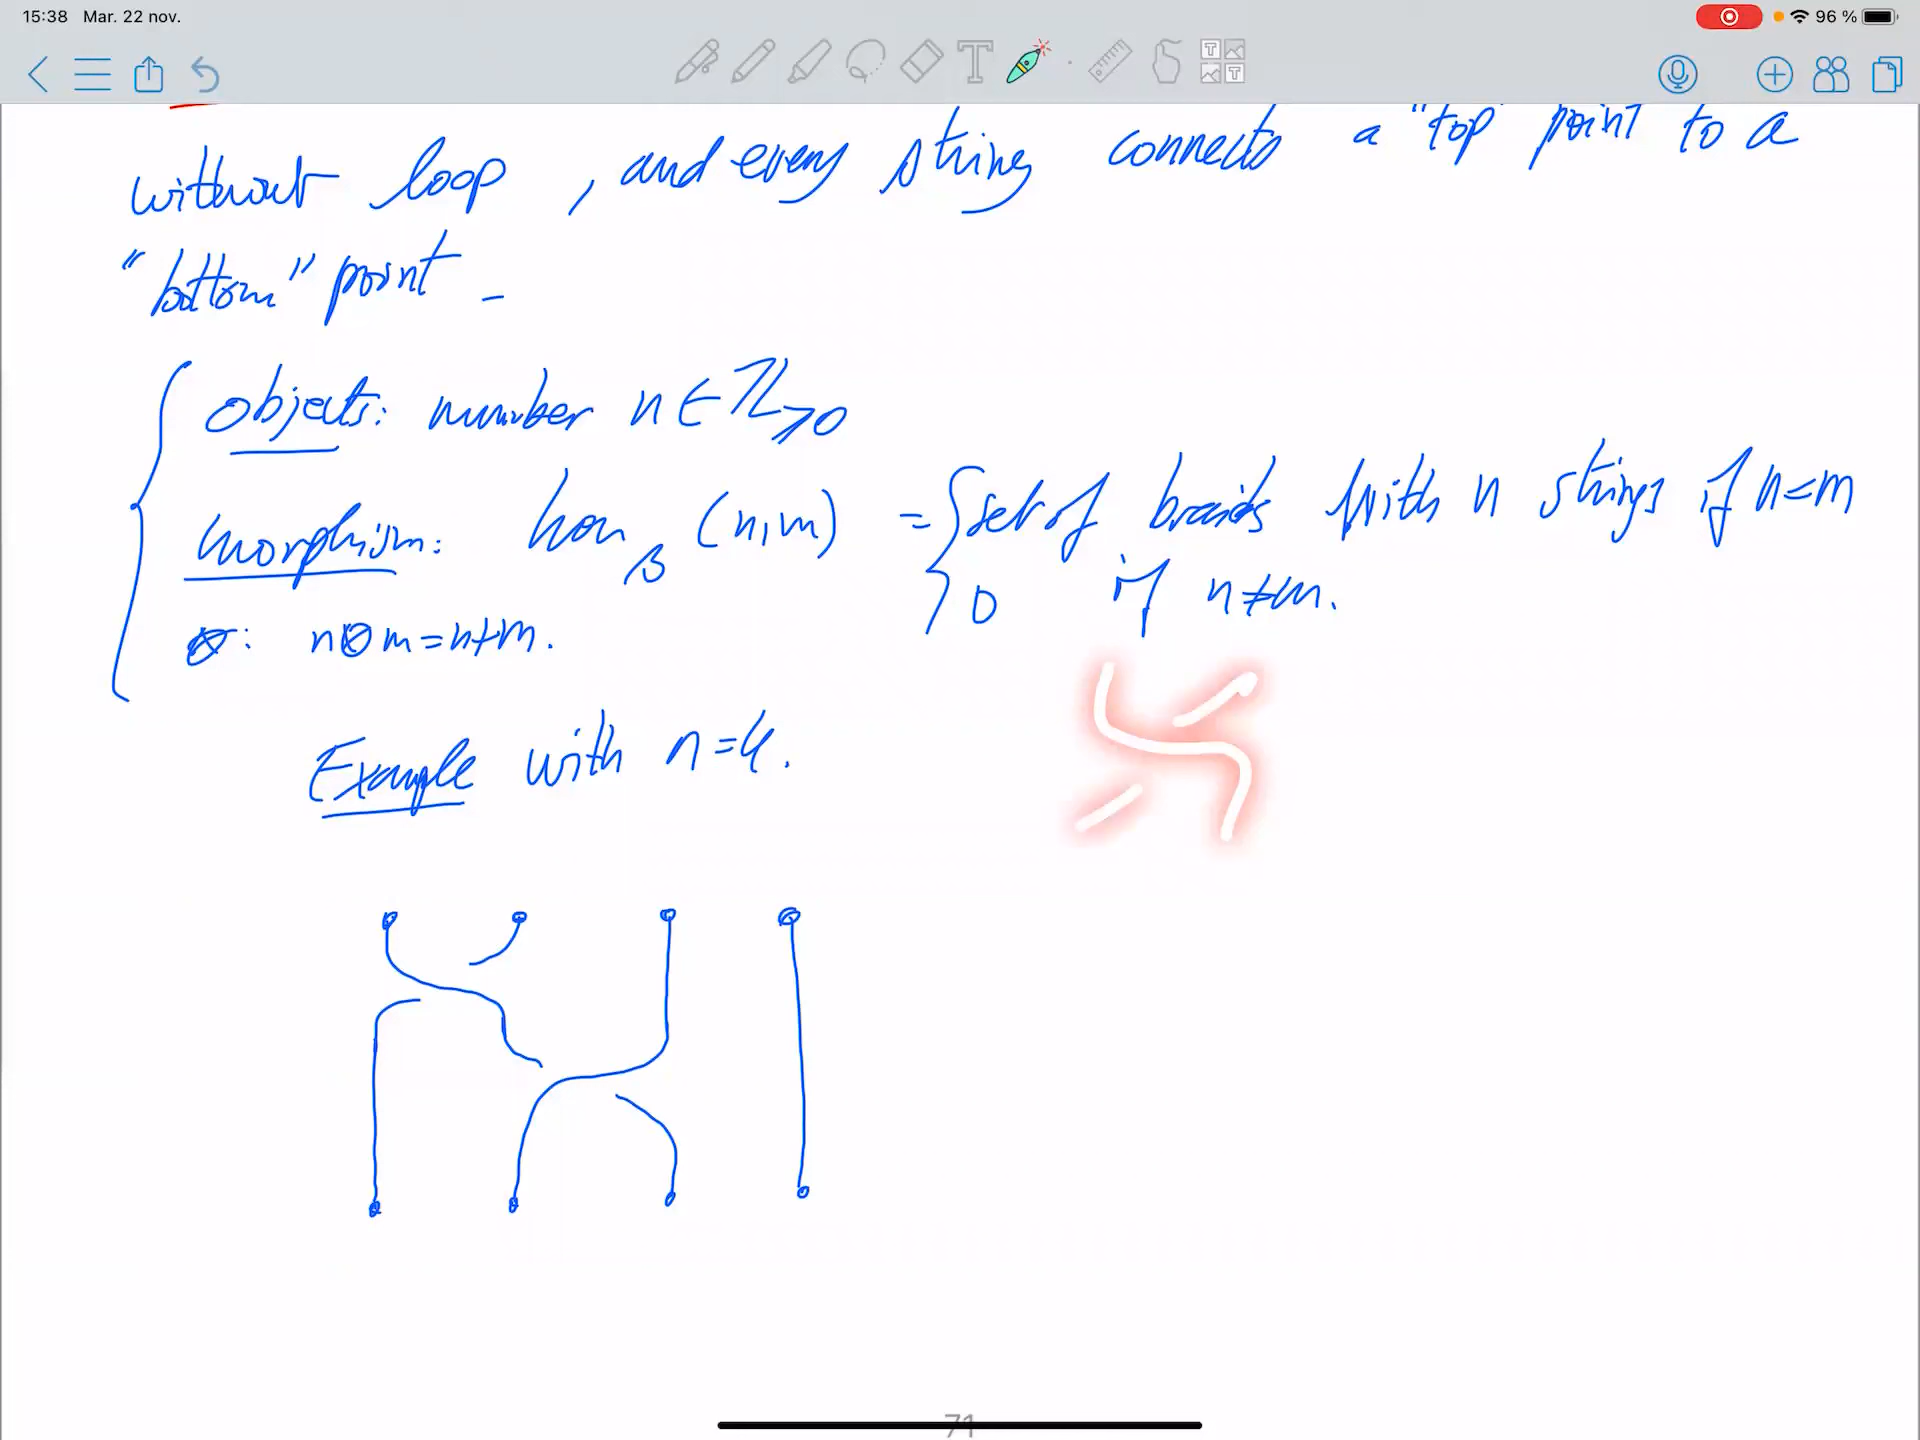 15:38 Mar. 22 nov. 96 %
without loop, and every string connects a "top" point to a
"bottom" point -
objects: number n ∈ ℤ≥0
morphism: hom_B (n,m) = { set of braids with n strings if n=m
0 if n≠m.
⊗: n⊗m=n+m.
Example with n=4.
71